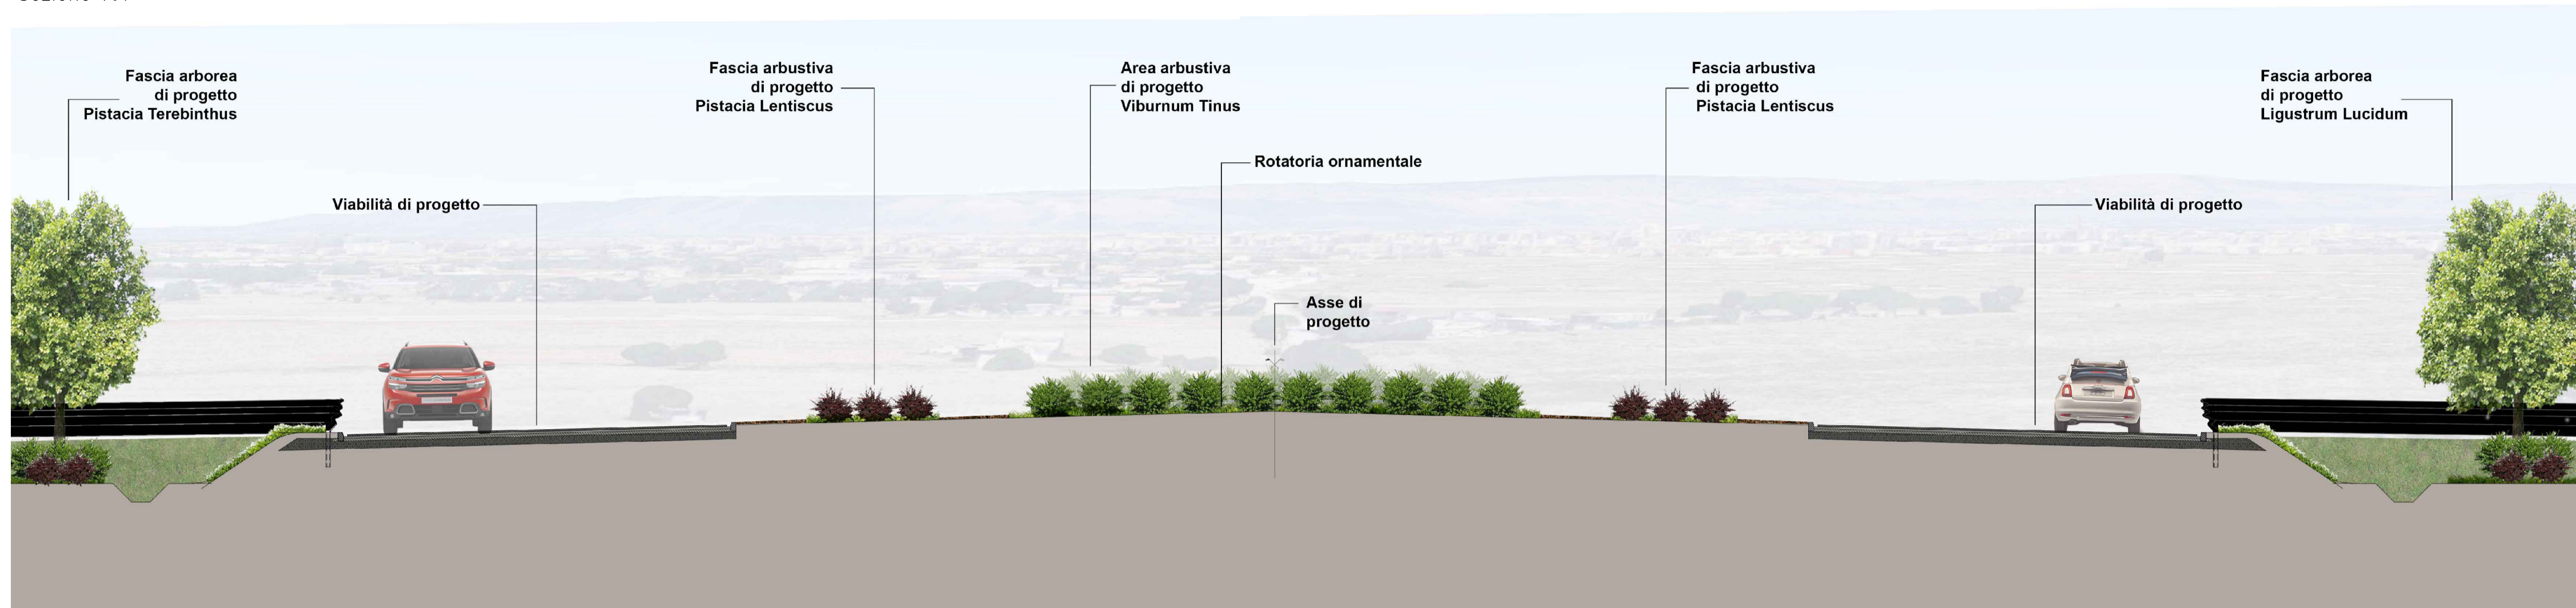 Fascia arborea
di progetto
Pistacia Terebinthus
Fascia arbustiva
di progetto
Pistacia Lentiscus
Area arbustiva
di progetto
Viburnum Tinus
Fascia arbustiva
di progetto
Pistacia Lentiscus
Fascia arborea
di progetto
Ligustrum Lucidum
Rotatoria ornamentale
Viabilità di progetto
Viabilità di progetto
Asse di
progetto